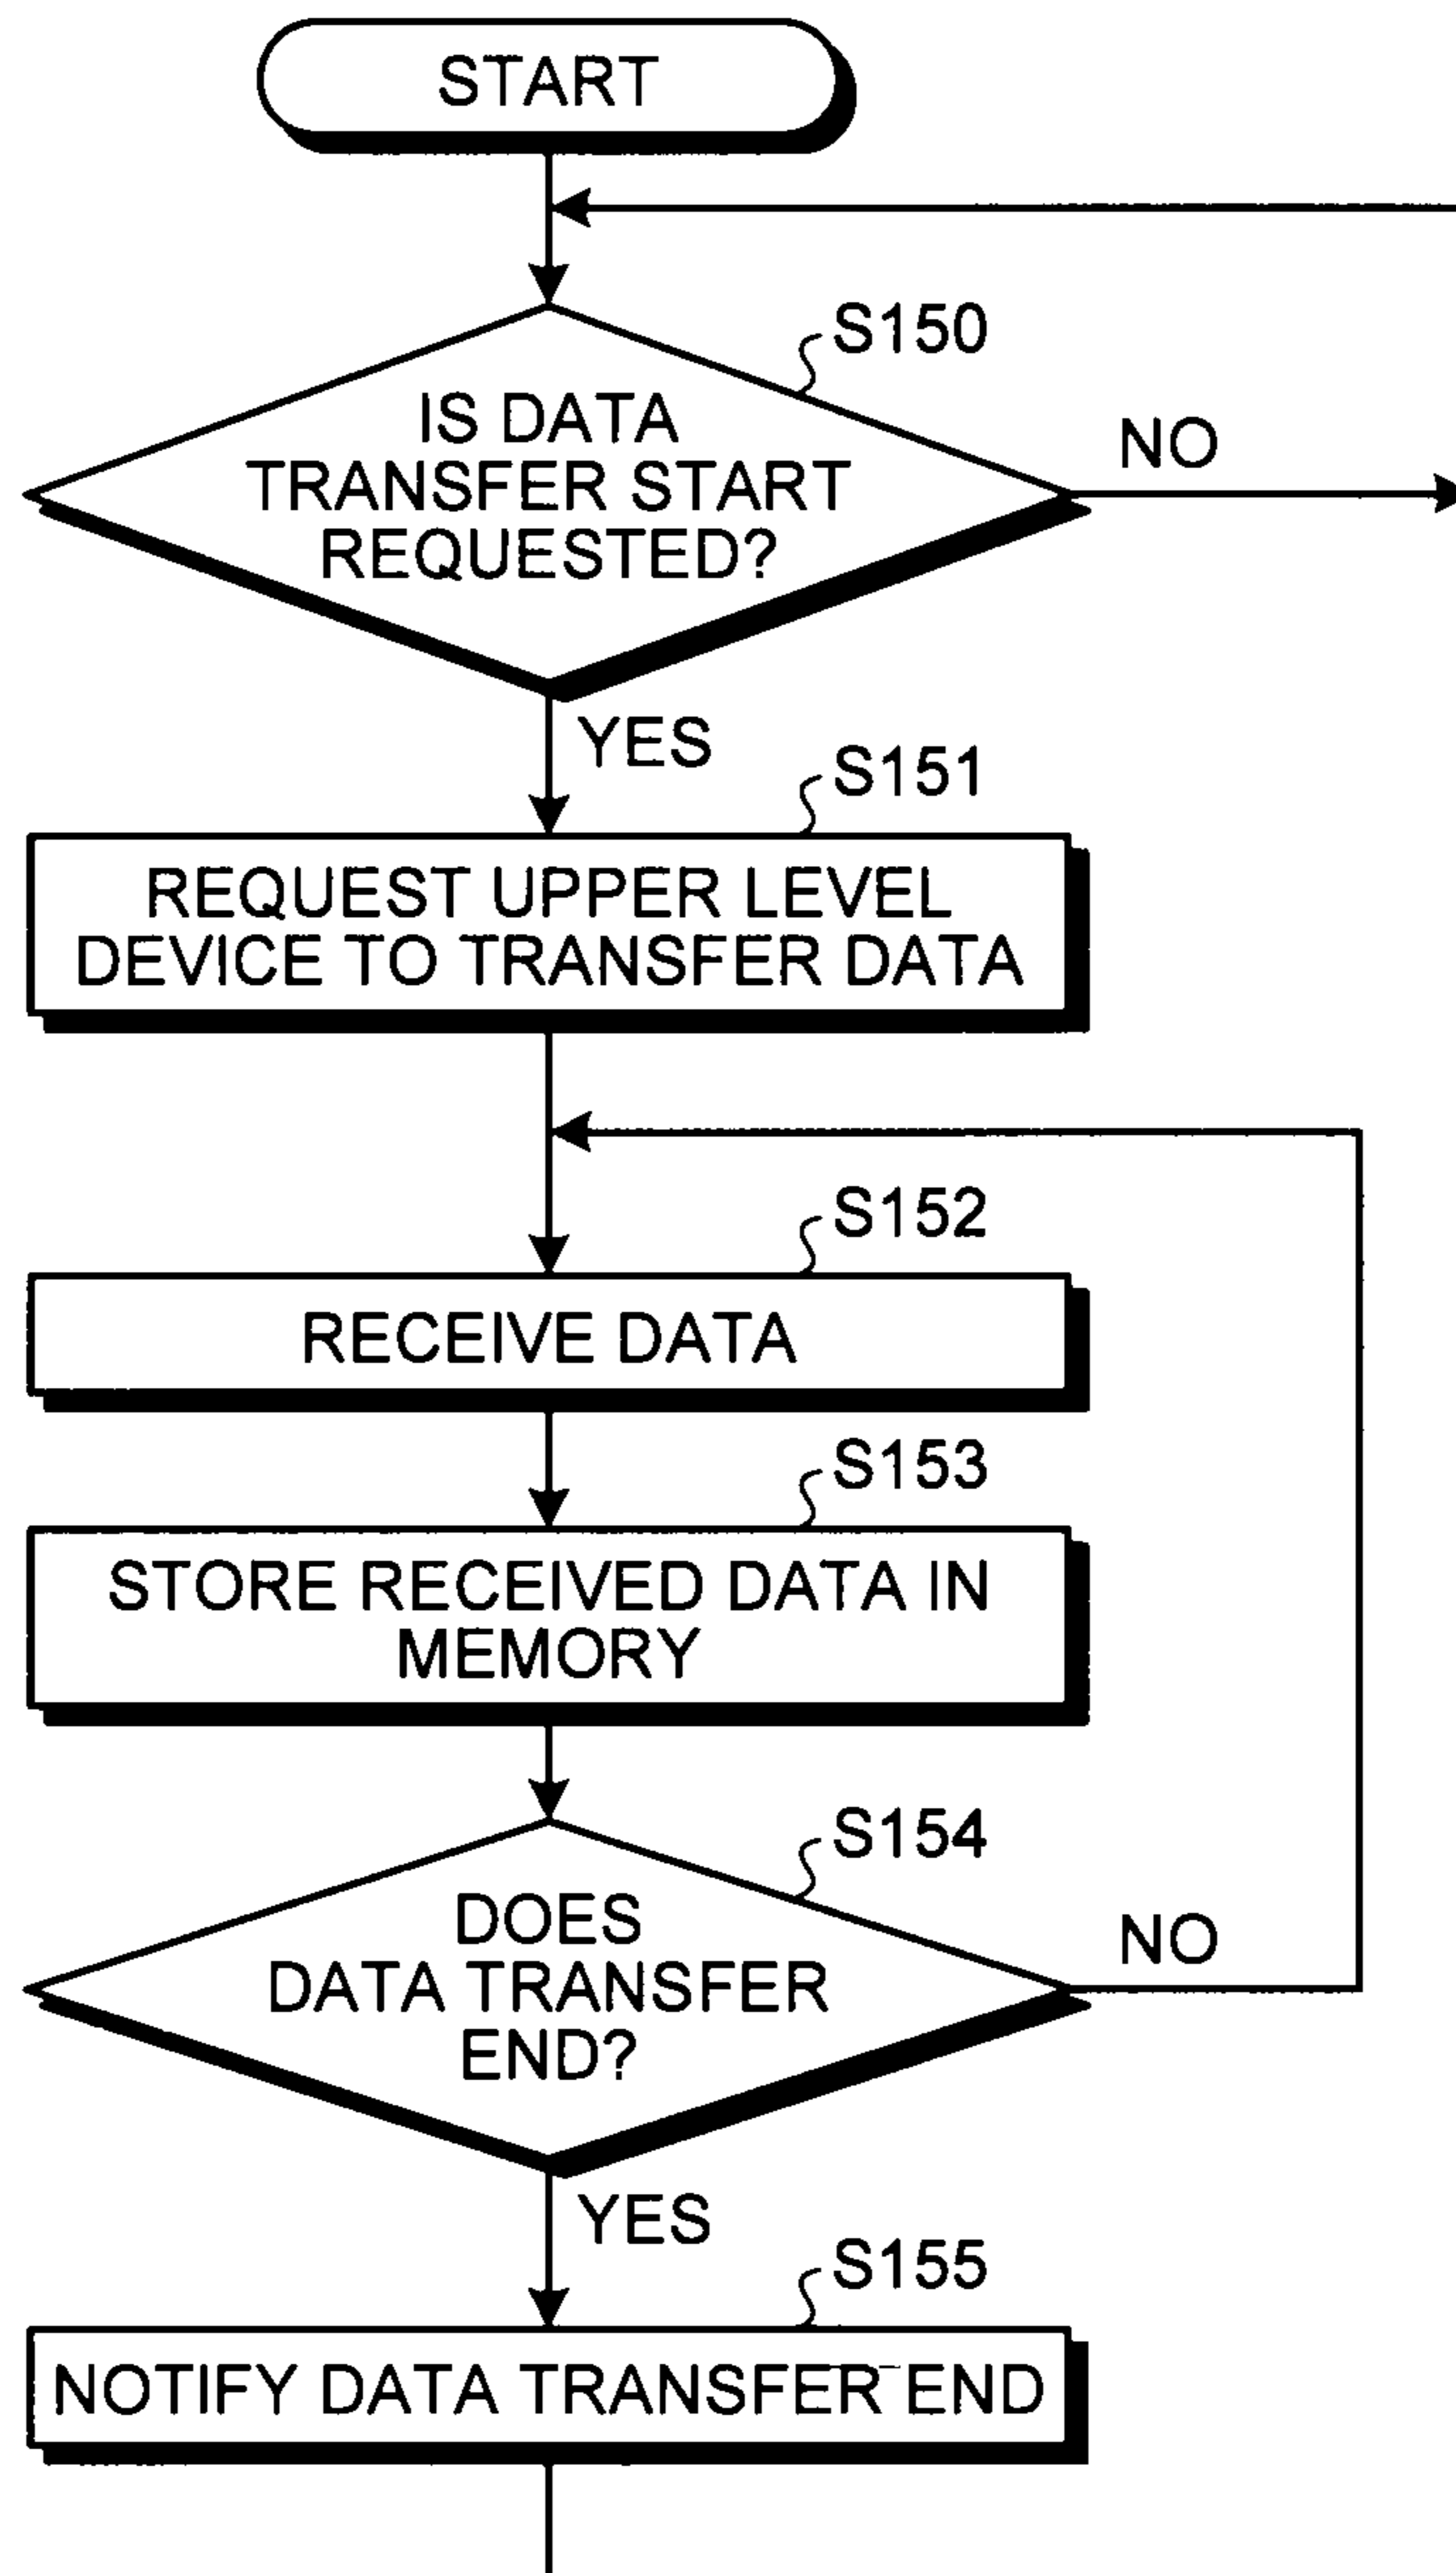 START
S150
IS DATA
TRANSFER START
REQUESTED?
NO
YES
S151
REQUEST UPPER LEVEL
DEVICE TO TRANSFER DATA
S152
RECEIVE DATA
S153
STORE RECEIVED DATA IN
MEMORY
S154
DOES
DATA TRANSFER
END?
NO
YES
S155
NOTIFY DATA TRANSFER END